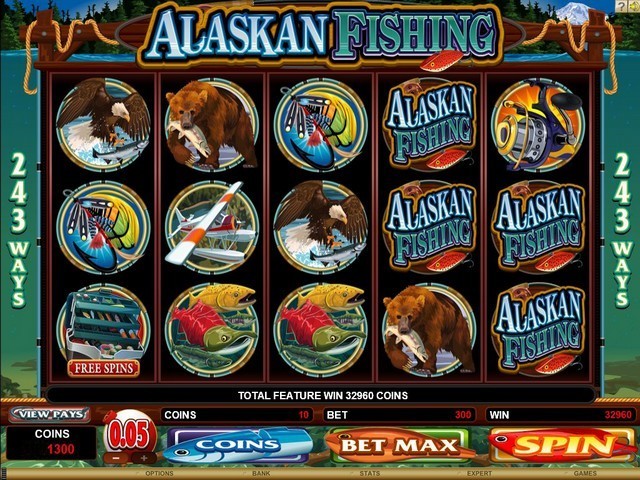 ALASKAN FISHING
?
243 WAYS
243 WAYS
ALASKAN FISHING
ALASKAN FISHING
ALASKAN FISHING
ALASKAN FISHING
FREE SPINS
TOTAL FEATURE WIN 32960 COINS
VIEW PAYS
COINS 10
BET 300
WIN 32960
COINS
1300
0.05
- +
COINS
BET MAX
SPIN
OPTIONS BANK STATS EXPERT GAMES